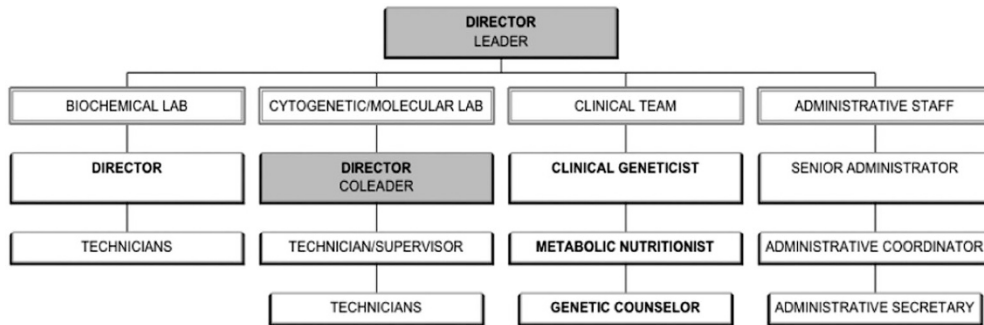 DIRECTOR
LEADER
BIOCHEMICAL LAB
CYTOGENETIC/MOLECULAR LAB
CLINICAL TEAM
ADMINISTRATIVE STAFF
DIRECTOR
DIRECTOR
COLEADER
CLINICAL GENETICIST
SENIOR ADMINISTRATOR
TECHNICIANS
TECHNICIAN/SUPERVISOR
METABOLIC NUTRITIONIST
ADMINISTRATIVE COORDINATOR
TECHNICIANS
GENETIC COUNSELOR
ADMINISTRATIVE SECRETARY